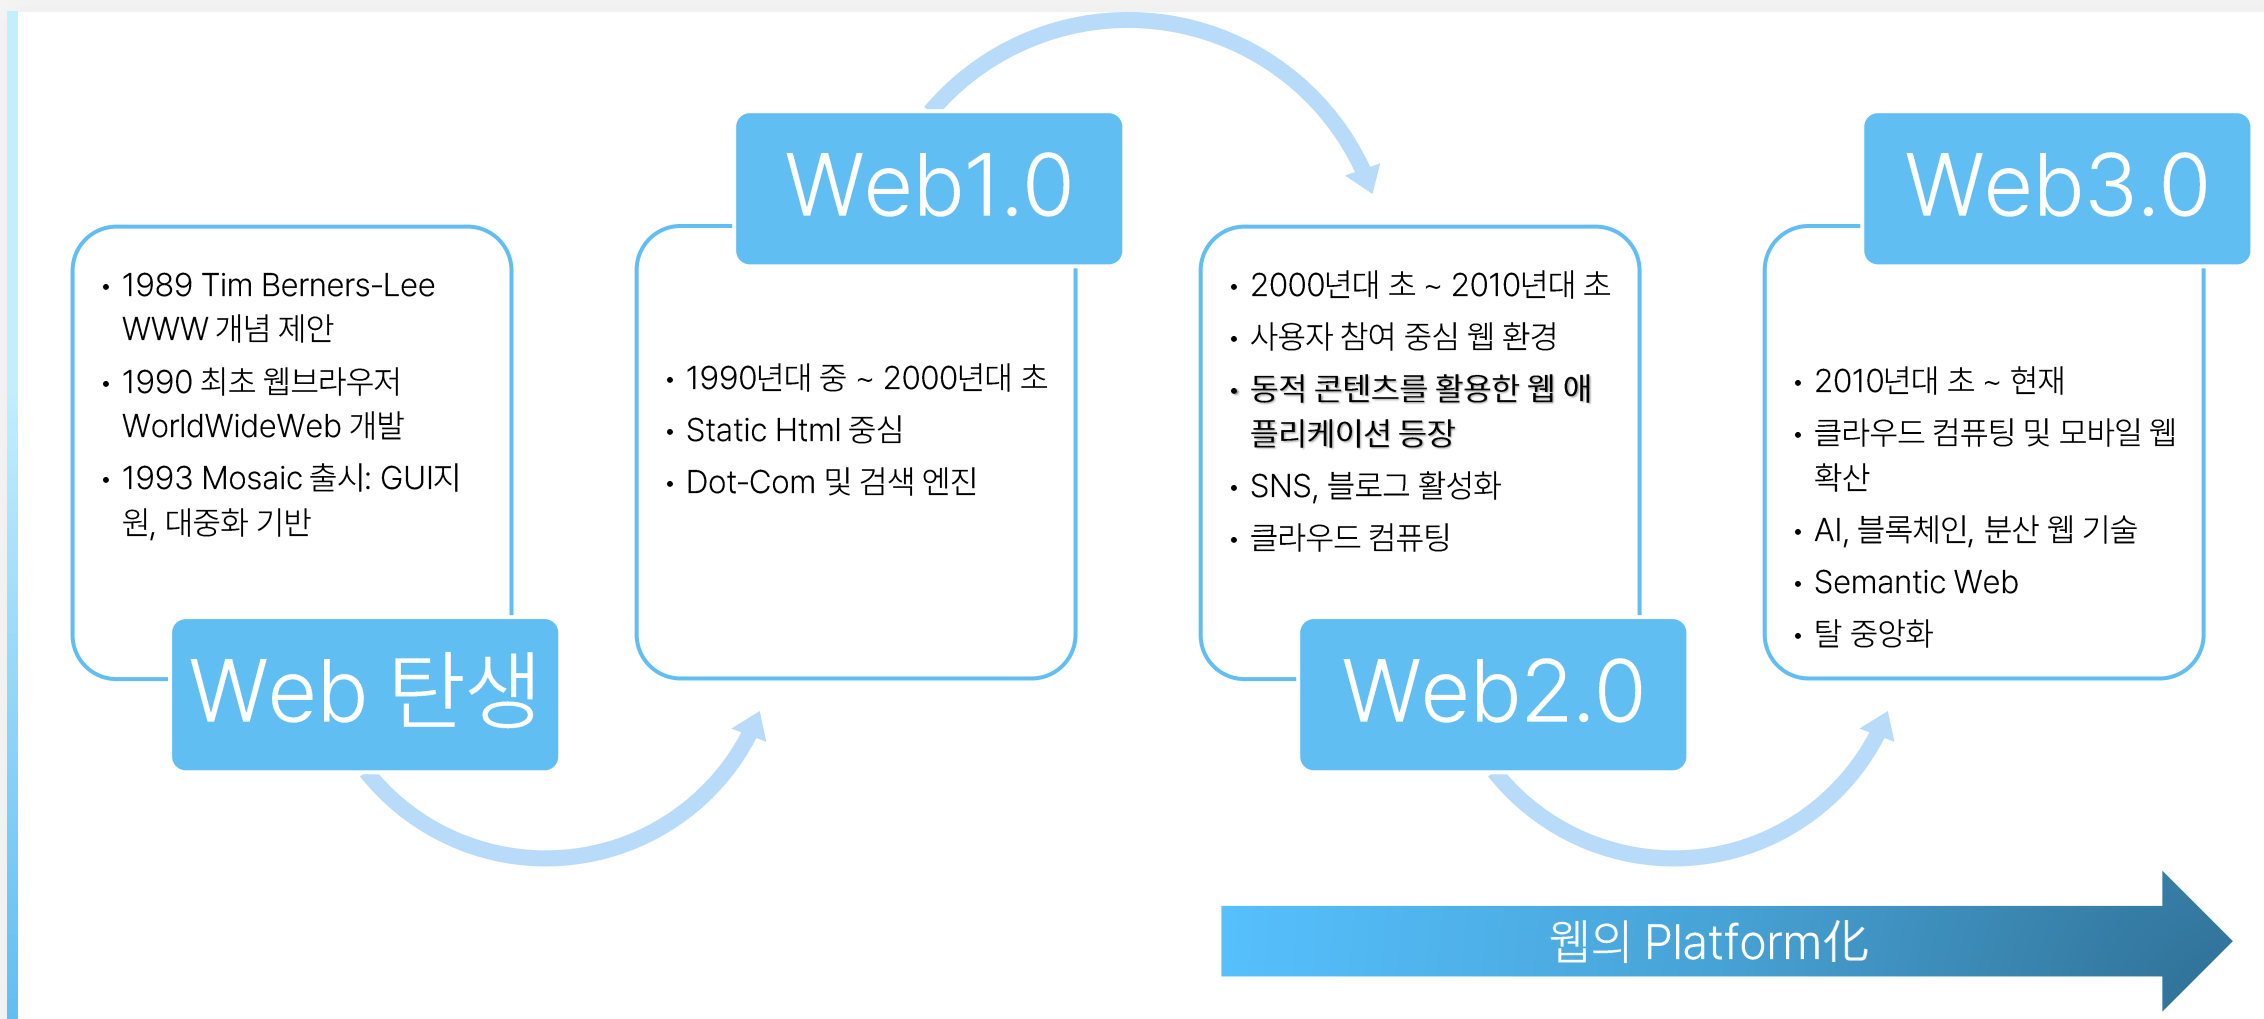 • 1989 Tim Berners-Lee
WWW 개념 제안
• 1990 최초 웹브라우저
WorldWideWeb 개발
• 1993 Mosaic 출시: GUI지
원, 대중화 기반
Web 탄생
Web1.0
• 1990년대 중 ~ 2000년대 초
• Static Html 중심
• Dot-Com 및 검색 엔진
• 2000년대 초 ~ 2010년대 초
• 사용자 참여 중심 웹 환경
• 동적 콘텐츠를 활용한 웹 애
플리케이션 등장
• SNS, 블로그 활성화
• 클라우드 컴퓨팅
Web2.0
Web3.0
• 2010년대 초 ~ 현재
• 클라우드 컴퓨팅 및 모바일 웹
확산
• AI, 블록체인, 분산 웹 기술
• Semantic Web
• 탈 중앙화
웹의 Platform化